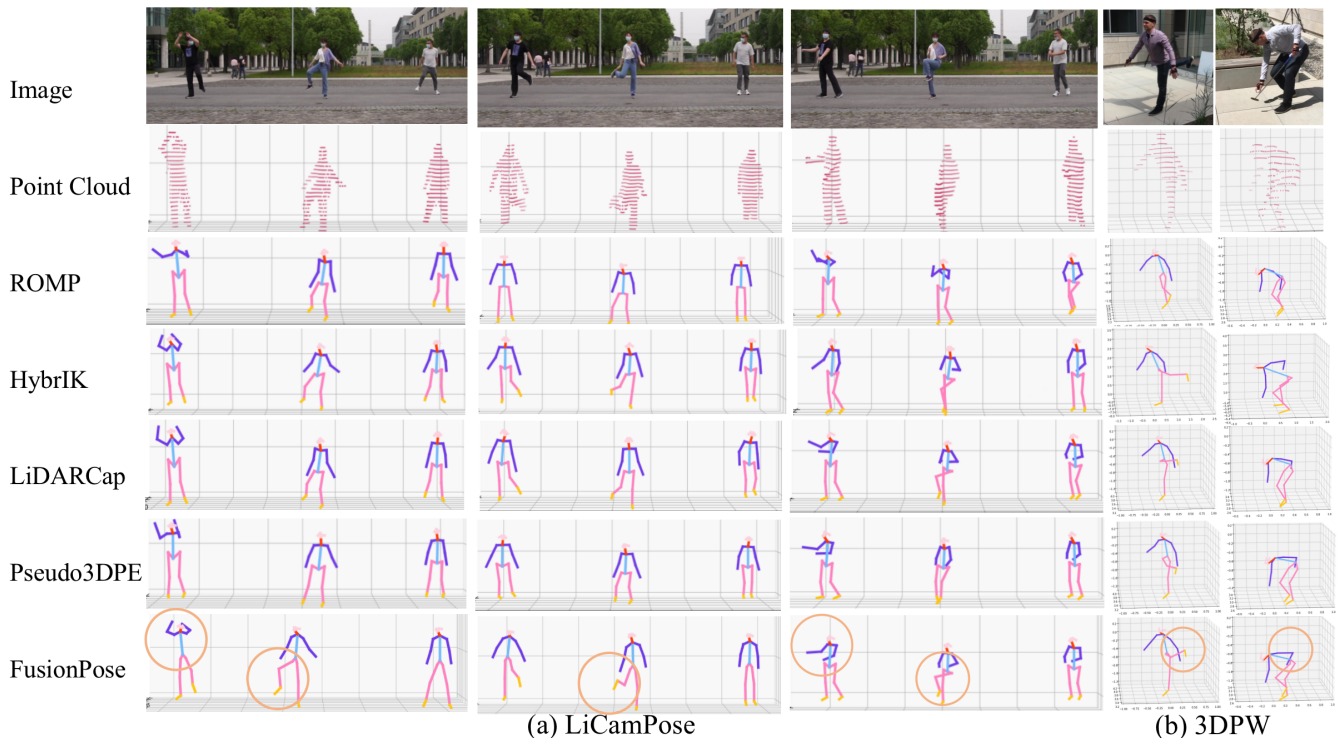 Image
Point Cloud
ROMP
HybrIK
LiDARCap
Pseudo3DPE
FusionPose
(a) LiCamPose
(b) 3DPW